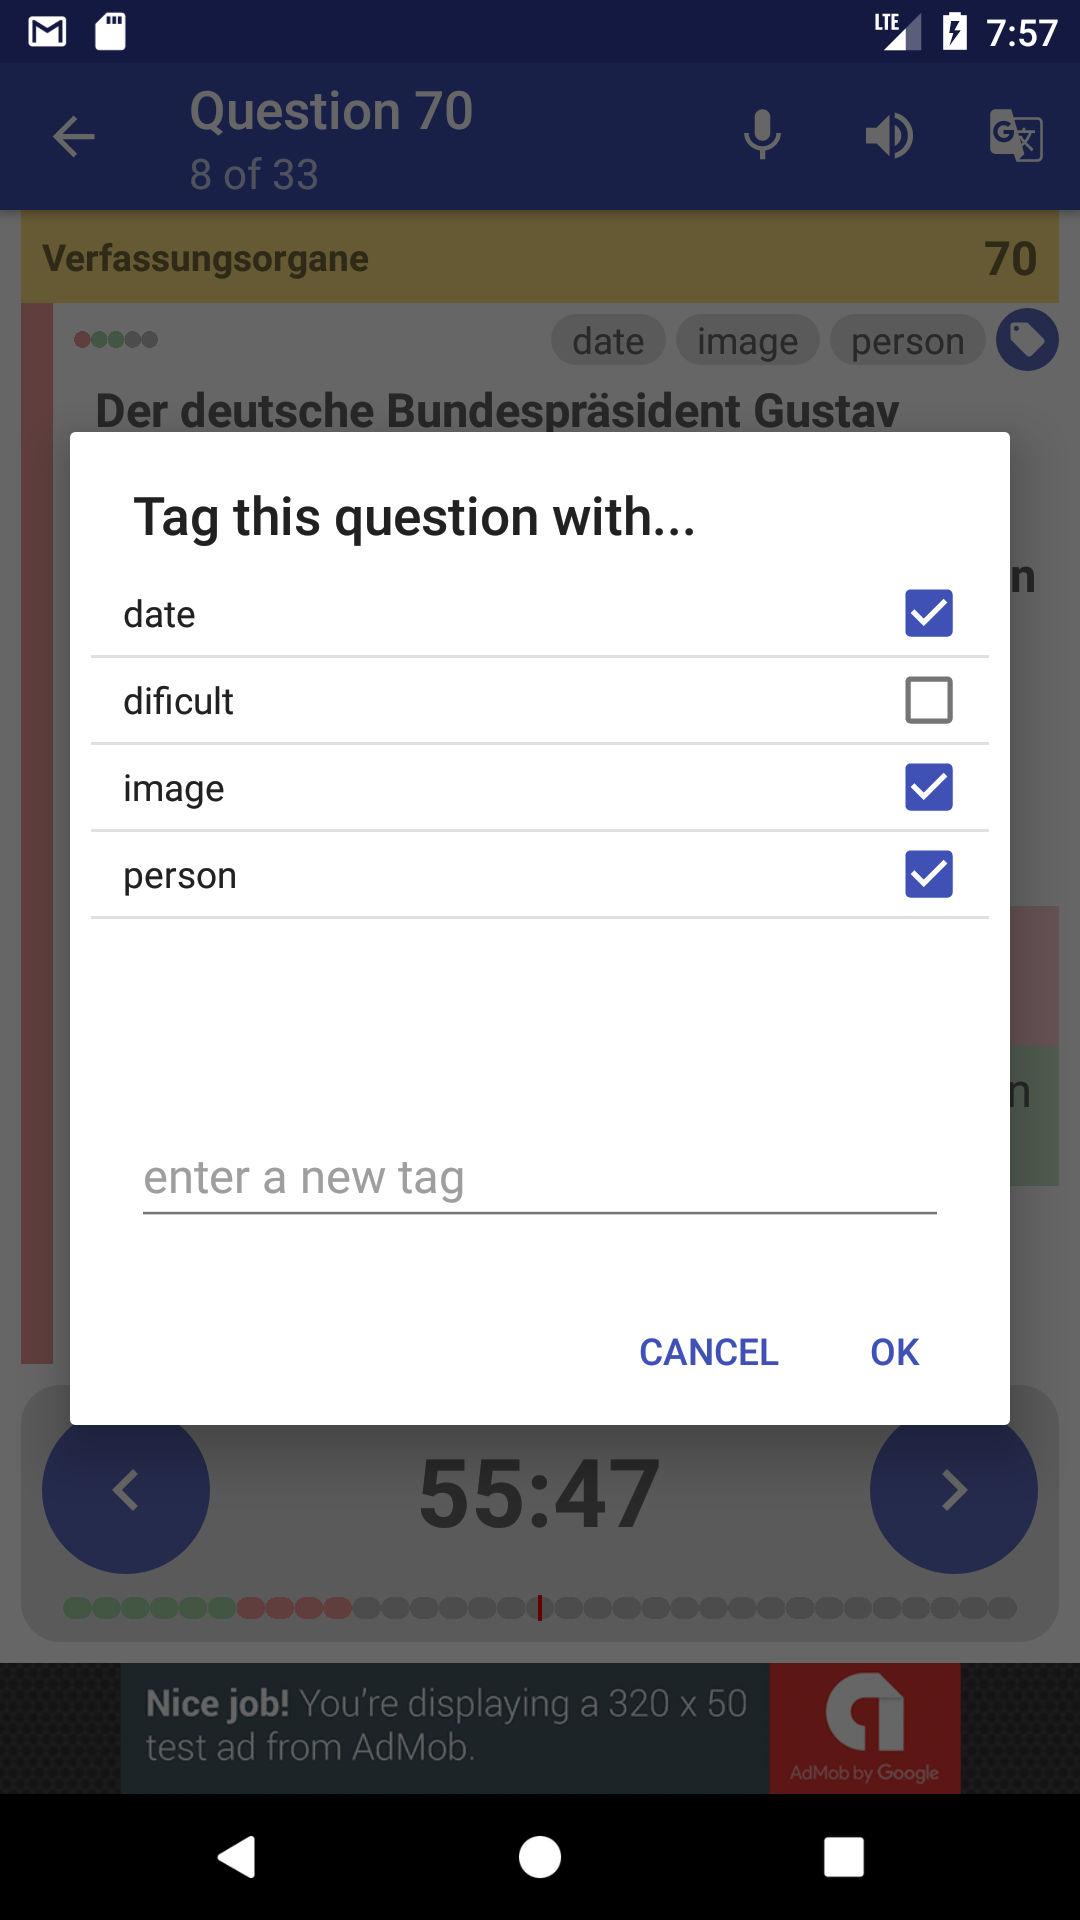 LTE 7:57
Question 70
8 of 33
Verfassungsorgane 70
date image person
Der deutsche Bundespräsident Gustav
Tag this question with...
n
date
dificult
image
person
n
enter a new tag
CANCEL OK
55:47
Nice job! You're displaying a 320 x 50
test ad from AdMob.
AdMob by Google